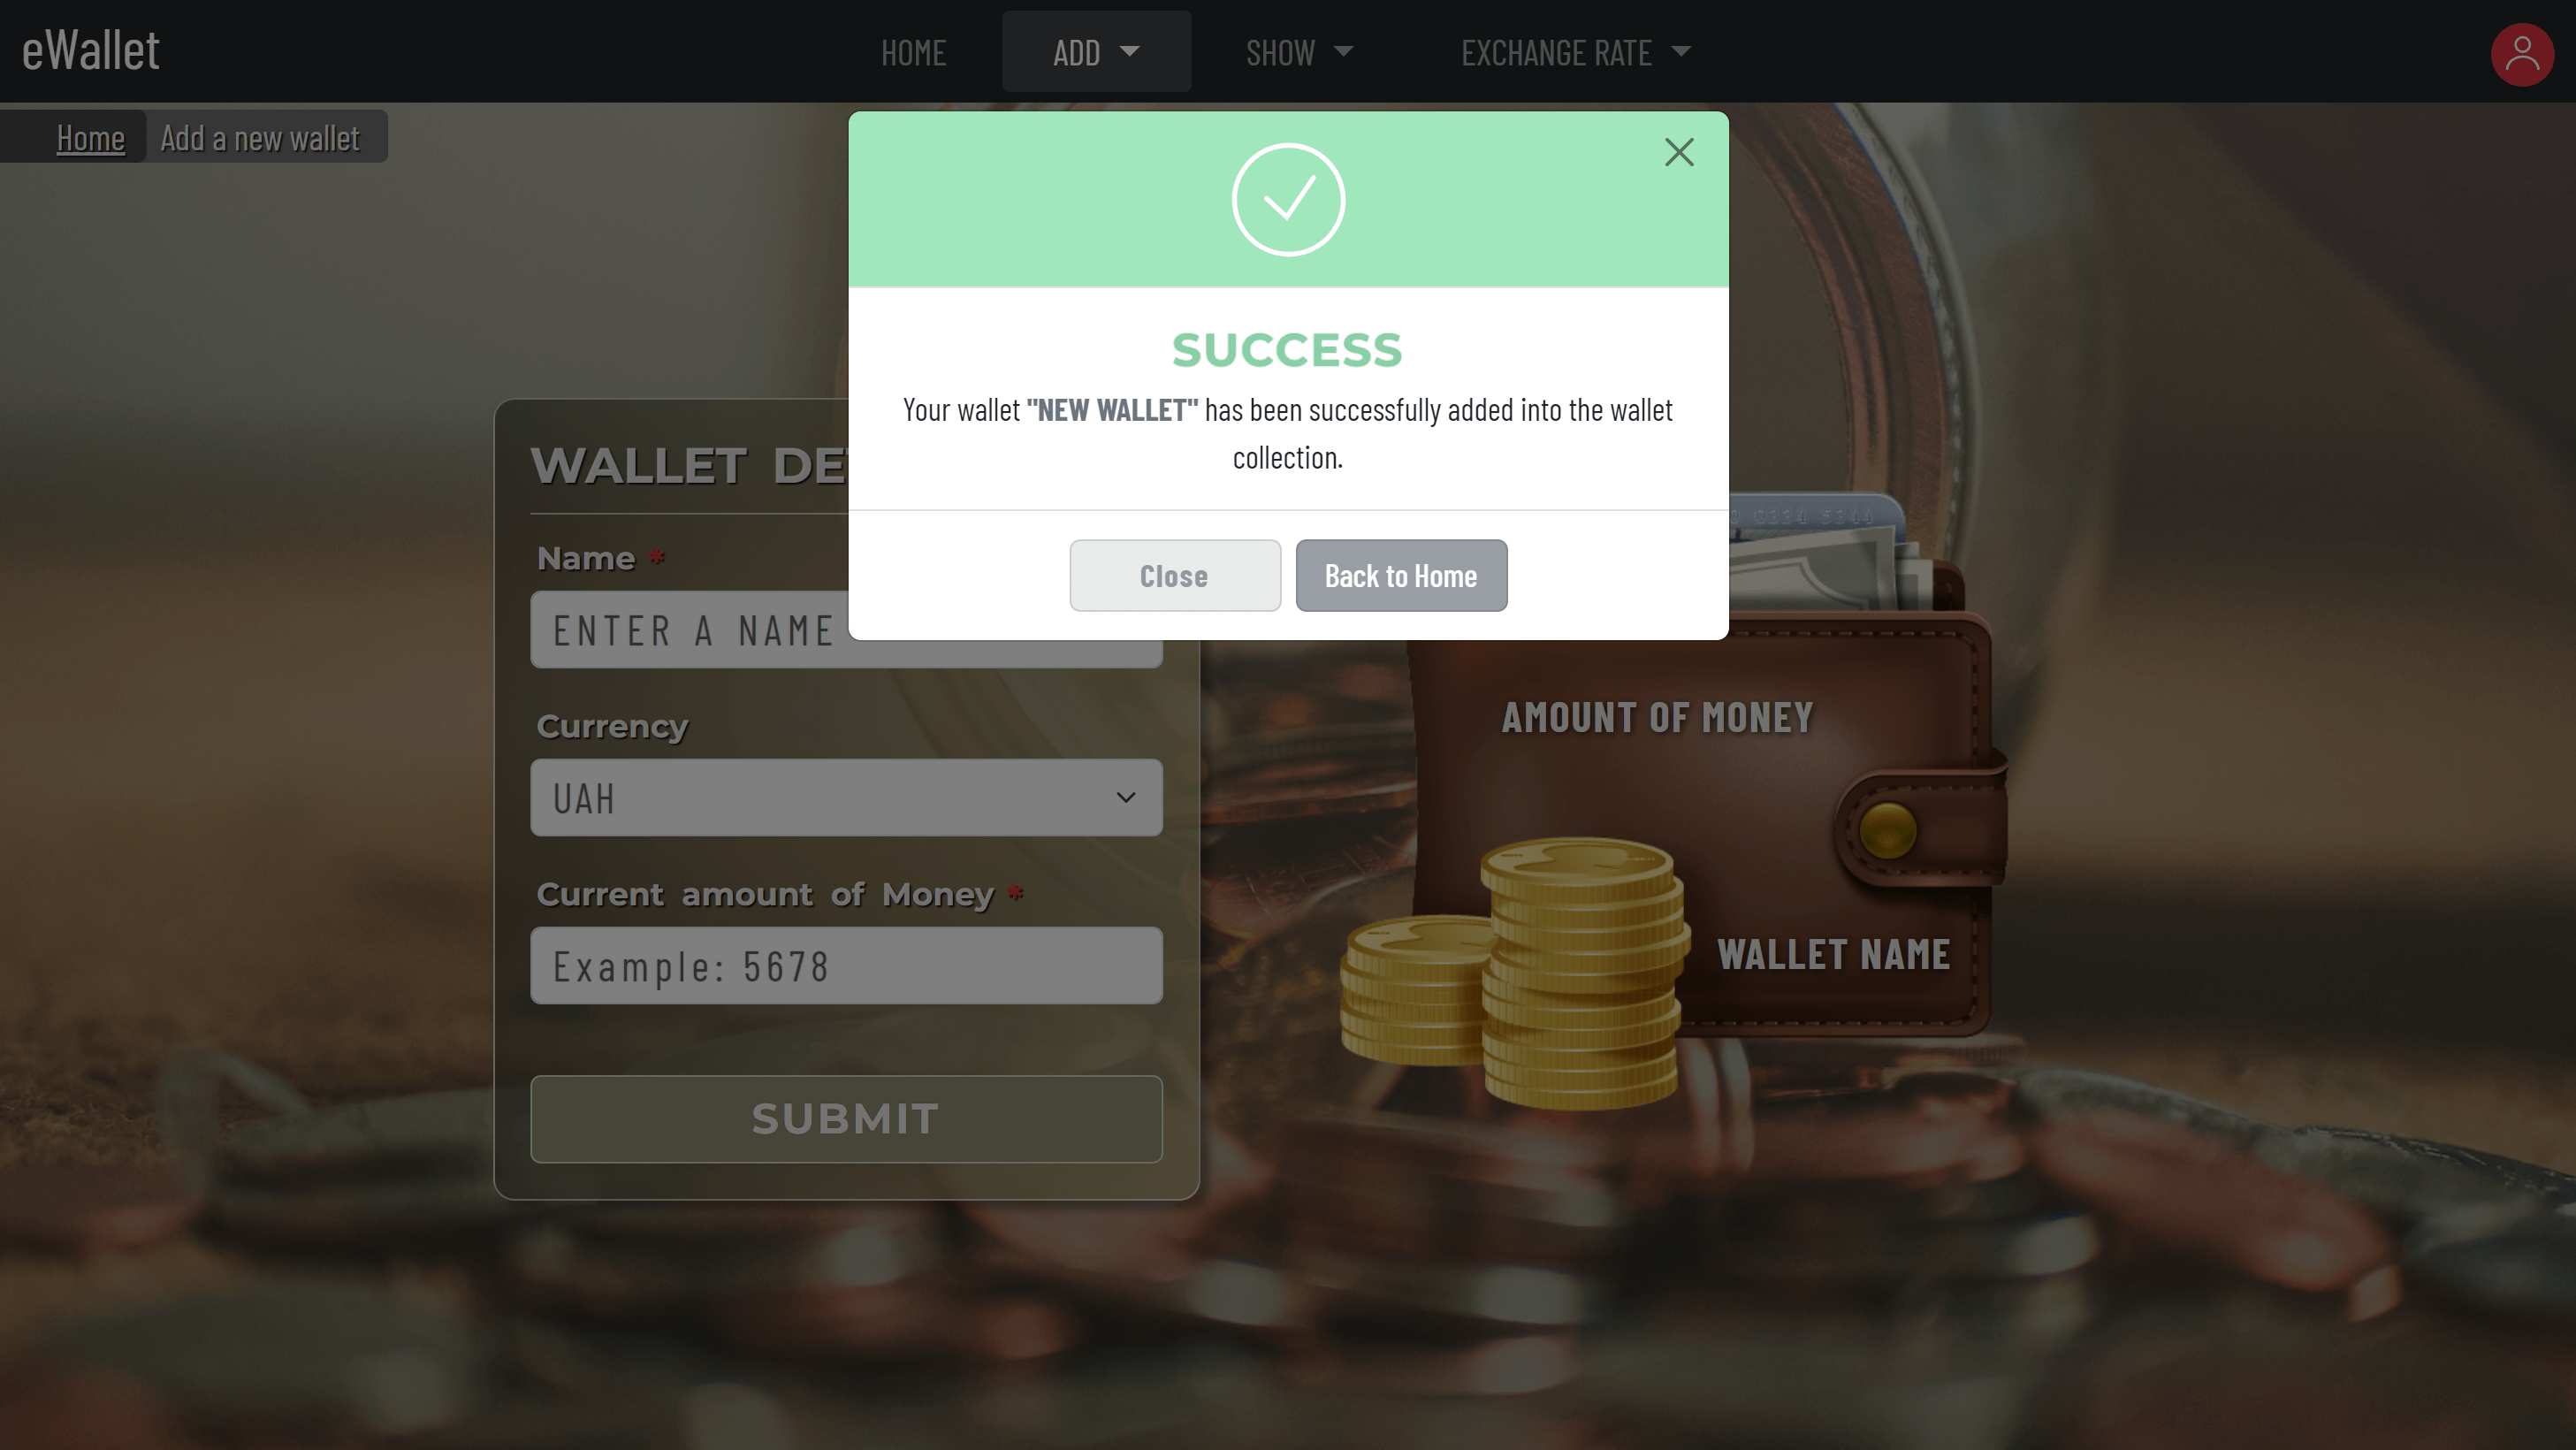 eWallet
HOME
ADD
SHOW
EXCHANGE RATE
Home
Add a new wallet
SUCCESS
Your wallet "NEW WALLET" has been successfully added into the wallet
collection.
Close
Back to Home
WALLET DE
Name *
ENTER A NAME
Currency
UAH
Current amount of Money *
Example: 5678
SUBMIT
0334 5344
AMOUNT OF MONEY
WALLET NAME